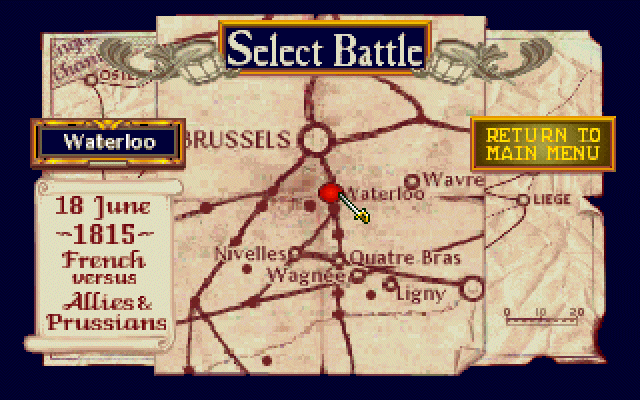 Select Battle
OSTE
BRUSSELS
Waterloo
RETURN TO
MAIN MENU
Wavre
Waterloo
LIEGE
18 June
~1815~
French
versus
Allies &
Prussians
Nivelles
Quatre Bras
Wagnée
Ligny
0 10 20